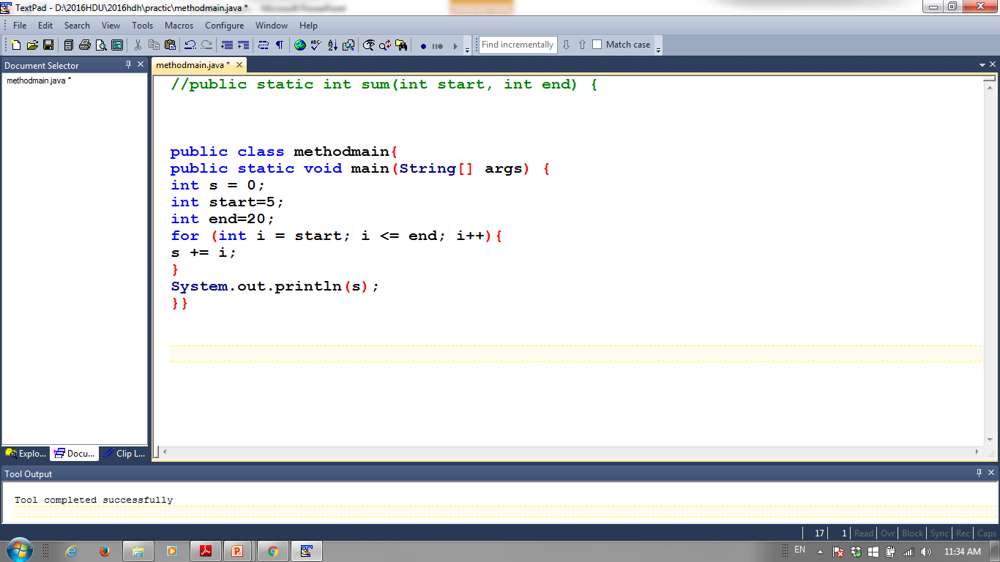 TextPad - D:\2016HDU\2016hdh\practic\methodmain.java *
Microsoft PowerPoint
File Edit Search View Tools Macros Configure Window Help
Find incrementally Match case
Document Selector
methodmain.java *
methodmain.java *
//public static int sum(int start, int end) {
public class methodmain{
public static void main(String[] args) {
int s = 0;
int start=5;
int end=20;
for (int i = start; i <= end; i++){
s += i;
}
System.out.println(s);
}}
Explo... Docu... Clip L...
Tool Output
Tool completed successfully
17 1 Read Ovr Block Sync Rec Caps
EN 11:34 AM